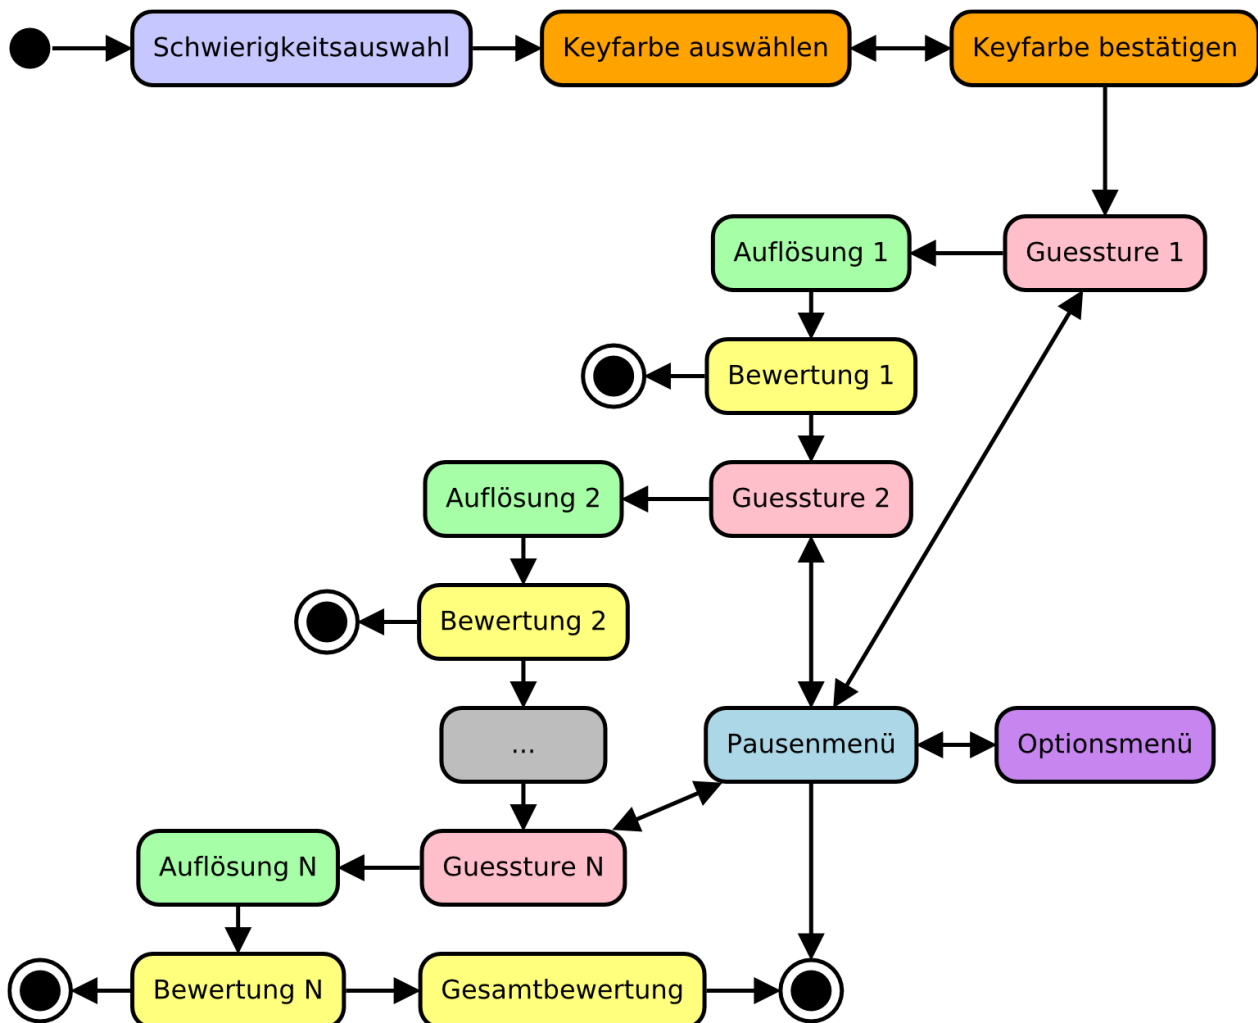 Schwierigkeitsauswahl
Keyfarbe auswählen
Keyfarbe bestätigen
Auflösung 1
Guessture 1
Bewertung 1
Auflösung 2
Guessture 2
Bewertung 2
...
Pausenmenü
Optionsmenü
Auflösung N
Guessture N
Bewertung N
Gesamtbewertung